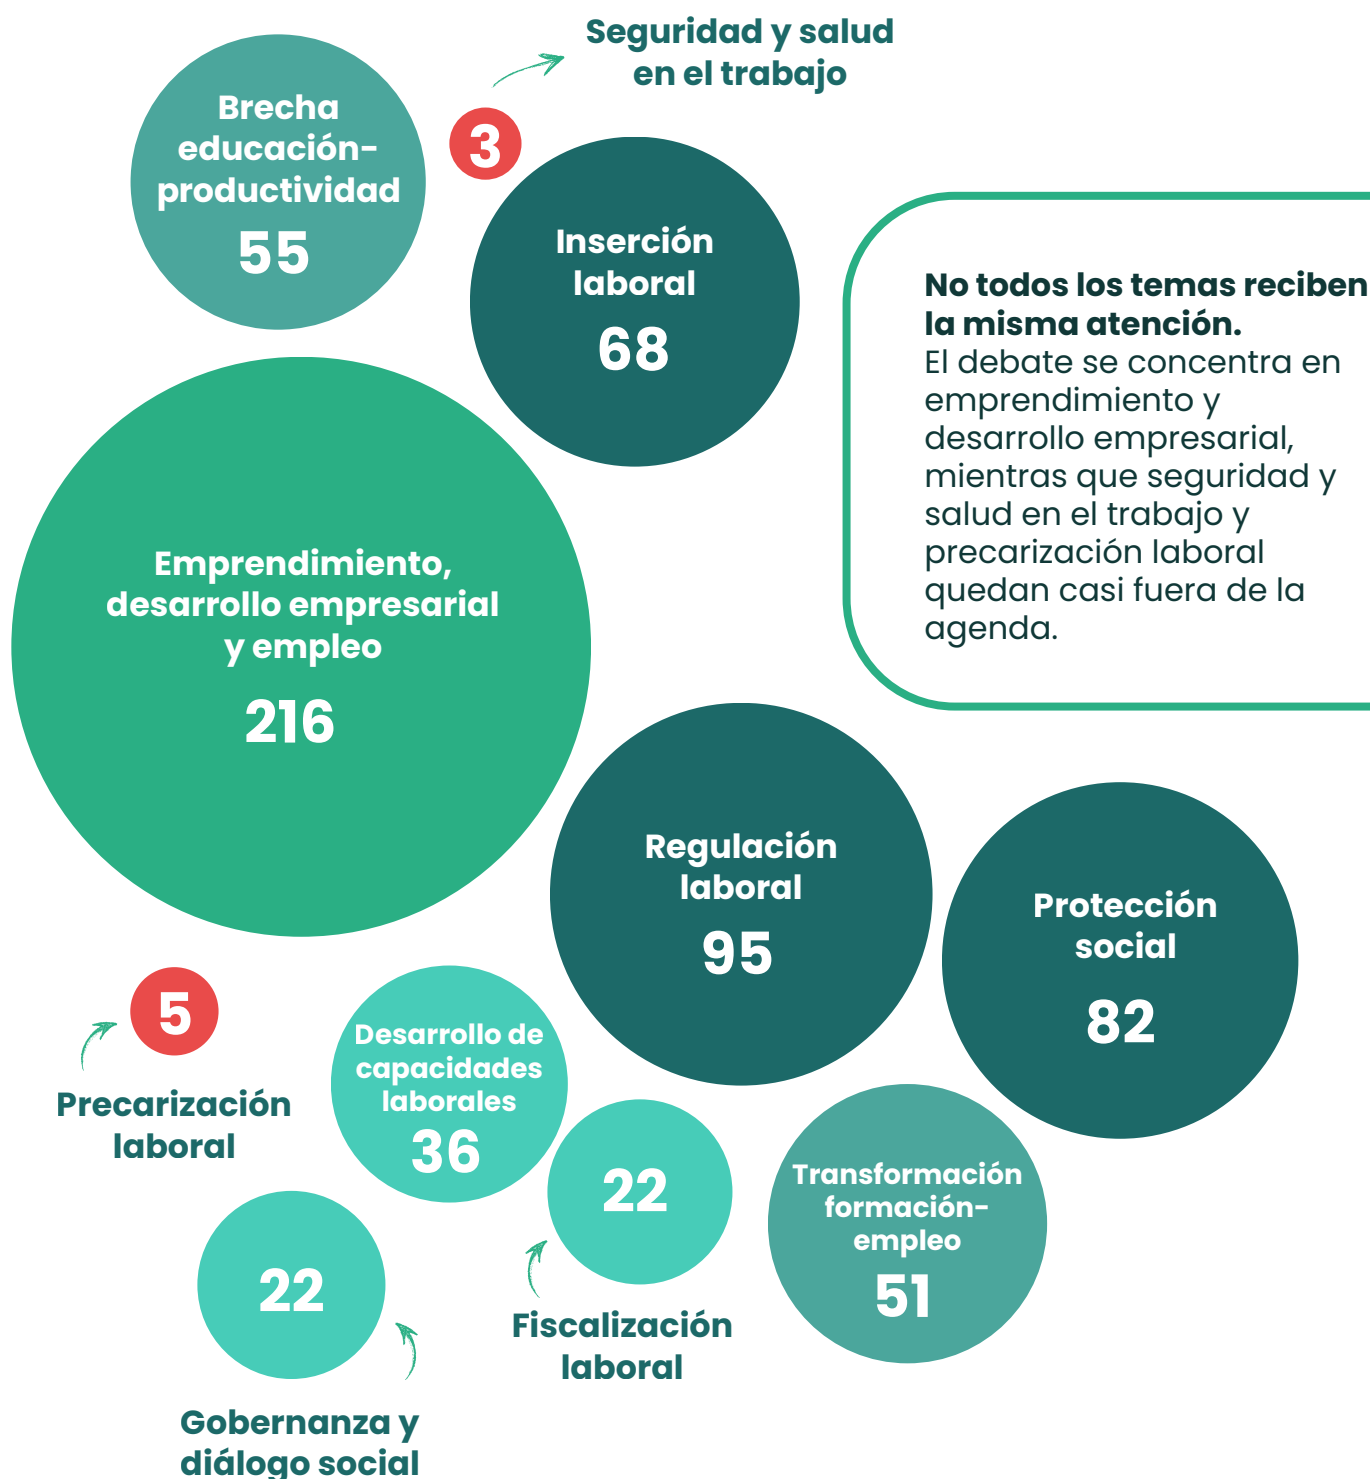 Seguridad y salud
en el trabajo
3
Brecha
educación-
productividad
55
Inserción
laboral
68
No todos los temas reciben
la misma atención.
El debate se concentra en
emprendimiento y
desarrollo empresarial,
mientras que seguridad y
salud en el trabajo y
precarización laboral
quedan casi fuera de la
agenda.
Emprendimiento,
desarrollo empresarial
y empleo
216
Regulación
laboral
95
Protección
social
82
5
Precarización
laboral
Desarrollo de
capacidades
laborales
36
22
Fiscalización
laboral
Transformación
formación-
empleo
51
22
Gobernanza y
diálogo social